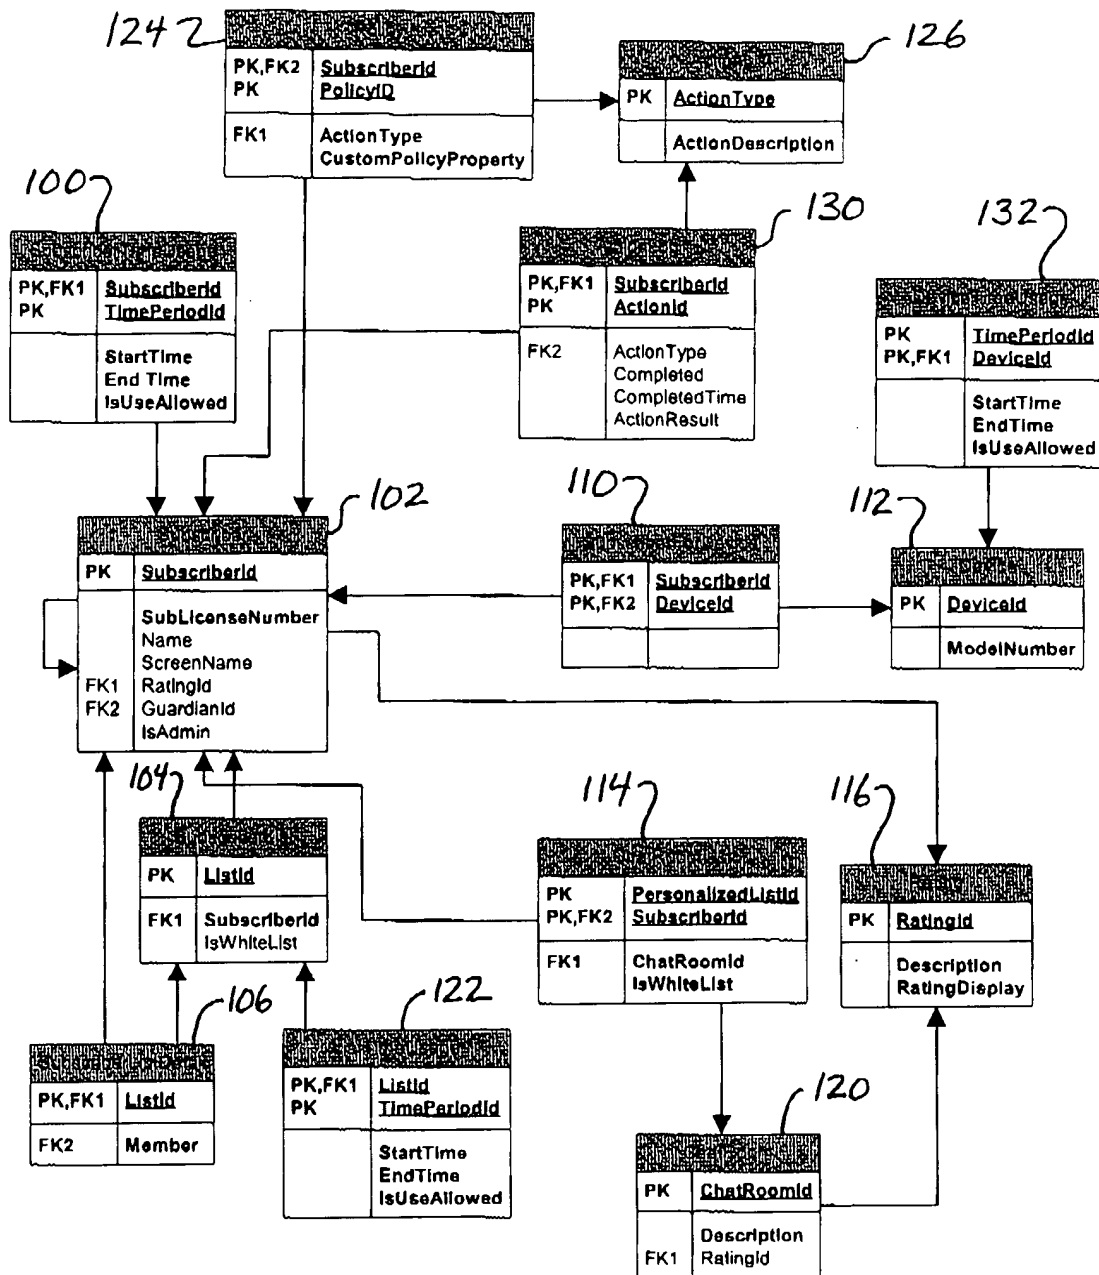 124
PK,FK2 SubscriberId
PK PolicyID
FK1 ActionType
CustomPolicyProperty
126
PK ActionType
ActionDescription
100
PK,FK1 SubscriberId
PK TimePeriodId
StartTime
End Time
IsUseAllowed
130
PK,FK1 SubscriberId
PK ActionId
FK2 ActionType
Completed
CompletedTime
ActionResult
132
PK TimePeriodId
PK,FK1 DeviceId
StartTime
EndTime
IsUseAllowed
102
PK SubscriberId
SubLicenseNumber
Name
ScreenName
FK1 RatingId
FK2 GuardianId
IsAdmin
110
PK,FK1 SubscriberId
PK,FK2 DeviceId
112
PK DeviceId
ModelNumber
104
PK ListId
FK1 SubscriberId
IsWhiteList
114
PK PersonalizedListId
PK,FK2 SubscriberId
FK1 ChatRoomId
IsWhiteList
116
PK RatingId
Description
RatingDisplay
106
PK,FK1 ListId
FK2 Member
122
PK,FK1 ListId
PK TimePeriodId
StartTime
EndTime
IsUseAllowed
120
PK ChatRoomId
Description
FK1 RatingId